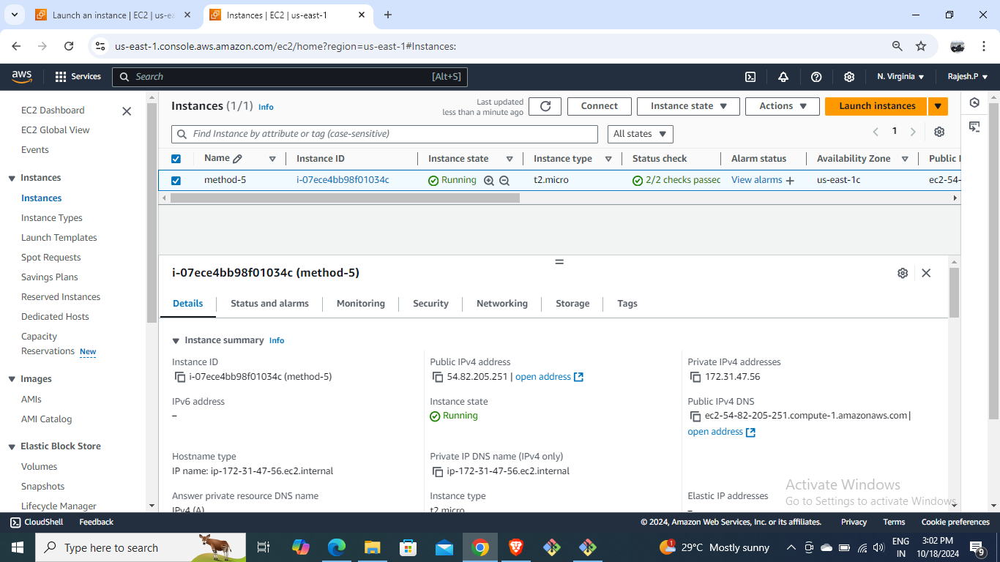 Launch an instance | EC2 | us-ea
Instances | EC2 | us-east-1
us-east-1.console.aws.amazon.com/ec2/home?region=us-east-1#Instances:
aws
Services
Search
[Alt+S]
N. Virginia
Rajesh.P
EC2 Dashboard
EC2 Global View
Events
Instances
Instances
Instance Types
Launch Templates
Spot Requests
Savings Plans
Reserved Instances
Dedicated Hosts
Capacity
Reservations New
Images
AMIs
AMI Catalog
Elastic Block Store
Volumes
Snapshots
Lifecycle Manager
Instances (1/1) Info
Last updated
less than a minute ago
Connect
Instance state
Actions
Launch instances
Find Instance by attribute or tag (case-sensitive)
All states
1
Name Instance ID Instance state Instance type Status check Alarm status Availability Zone Public I
method-5 i-07ece4bb98f01034c Running t2.micro 2/2 checks passec View alarms us-east-1c ec2-54-
i-07ece4bb98f01034c (method-5)
Details Status and alarms Monitoring Security Networking Storage Tags
Instance summary Info
Instance ID
i-07ece4bb98f01034c (method-5)
Public IPv4 address
54.82.205.251 | open address
Private IPv4 addresses
172.31.47.56
IPv6 address
–
Instance state
Running
Public IPv4 DNS
ec2-54-82-205-251.compute-1.amazonaws.com |
open address
Hostname type
IP name: ip-172-31-47-56.ec2.internal
Private IP DNS name (IPv4 only)
ip-172-31-47-56.ec2.internal
Answer private resource DNS name
IPv4 (A)
Instance type
t2.micro
Elastic IP addresses
–
Activate Windows
Go to Settings to activate Windows.
CloudShell Feedback
© 2024, Amazon Web Services, Inc. or its affiliates. Privacy Terms Cookie preferences
Type here to search
1
29°C Mostly sunny
ENG
IN
3:02 PM
10/18/2024
9